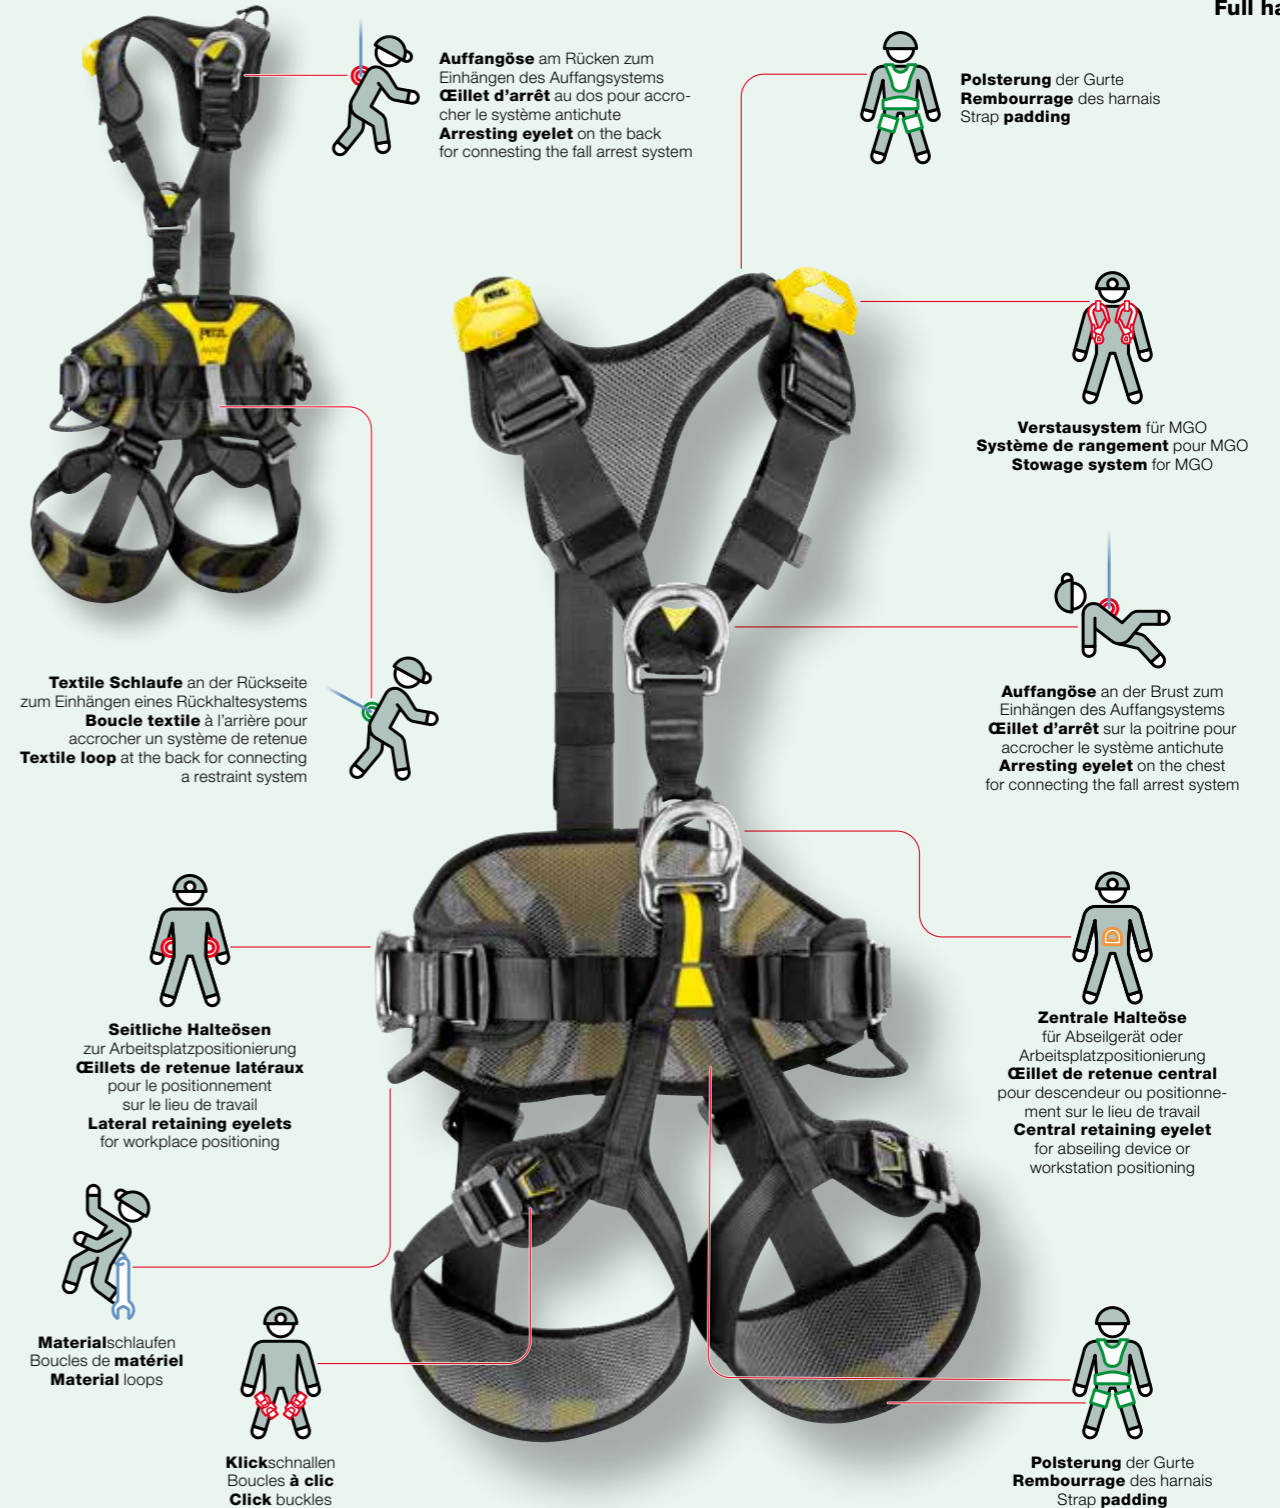 Full ha
Auffangöse am Rücken zum
Einhängen des Auffangsystems
Œillet d'arrêt au dos pour accro-
cher le système antichute
Arresting eyelet on the back
for connesting the fall arrest system
Polsterung der Gurte
Rembourrage des harnais
Strap padding
Verstausystem für MGO
Système de rangement pour MGO
Stowage system for MGO
Textile Schlaufe an der Rückseite
zum Einhängen eines Rückhaltesystems
Boucle textile à l'arrière pour
accrocher un système de retenue
Textile loop at the back for connecting
a restraint system
Auffangöse an der Brust zum
Einhängen des Auffangsystems
Œillet d'arrêt sur la poitrine pour
accrocher le système antichute
Arresting eyelet on the chest
for connecting the fall arrest system
Seitliche Halteösen
zur Arbeitsplatzpositionierung
Œillets de retenue latéraux
pour le positionnement
sur le lieu de travail
Lateral retaining eyelets
for workplace positioning
Zentrale Halteöse
für Abseilgerät oder
Arbeitsplatzpositionierung
Œillet de retenue central
pour descendeur ou positionne-
ment sur le lieu de travail
Central retaining eyelet
for abseiling device or
workstation positioning
Materialschlaufen
Boucles de matériel
Material loops
Klickschnallen
Boucles à clic
Click buckles
Polsterung der Gurte
Rembourrage des harnais
Strap padding